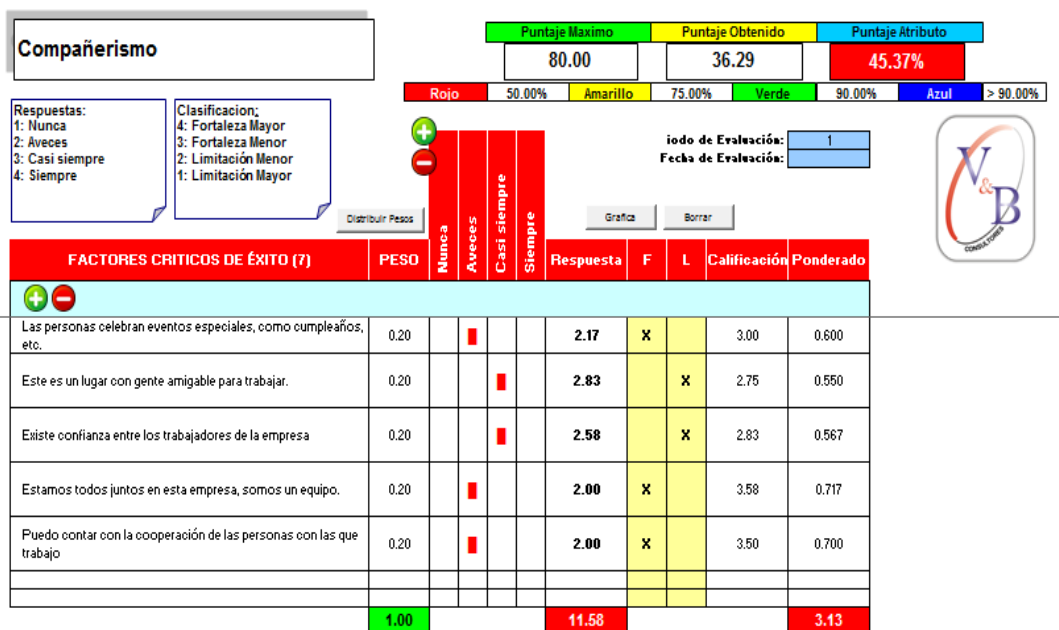 Compañerismo
Puntaje Maximo Puntaje Obtenido Puntaje Atributo
80.00 36.29 45.37%
Rojo 50.00% Amarillo 75.00% Verde 90.00% Azul > 90.00%
Respuestas:
1: Nunca
2: Aveces
3: Casi siempre
4: Siempre
Clasificacion:
4: Fortaleza Mayor
3: Fortaleza Menor
2: Limitación Menor
1: Limitación Mayor
iodo de Evaluación: 1
Fecha de Evaluación:
Distribuir Pesos
Grafica Borrar
V&B
CONSULTORES
FACTORES CRITICOS DE ÉXITO (7) PESO Nunca Aveces Casi siempre Siempre Respuesta F L Calificación Ponderado
Las personas celebran eventos especiales, como cumpleaños, 0.20 2.17 X 3.00 0.600
etc.
Este es un lugar con gente amigable para trabajar. 0.20 2.83 X 2.75 0.550
Existe confianza entre los trabajadores de la empresa 0.20 2.58 X 2.83 0.567
Estamos todos juntos en esta empresa, somos un equipo. 0.20 2.00 X 3.58 0.717
Puedo contar con la cooperación de las personas con las que 0.20 2.00 X 3.50 0.700
trabajo
1.00 11.58 3.13